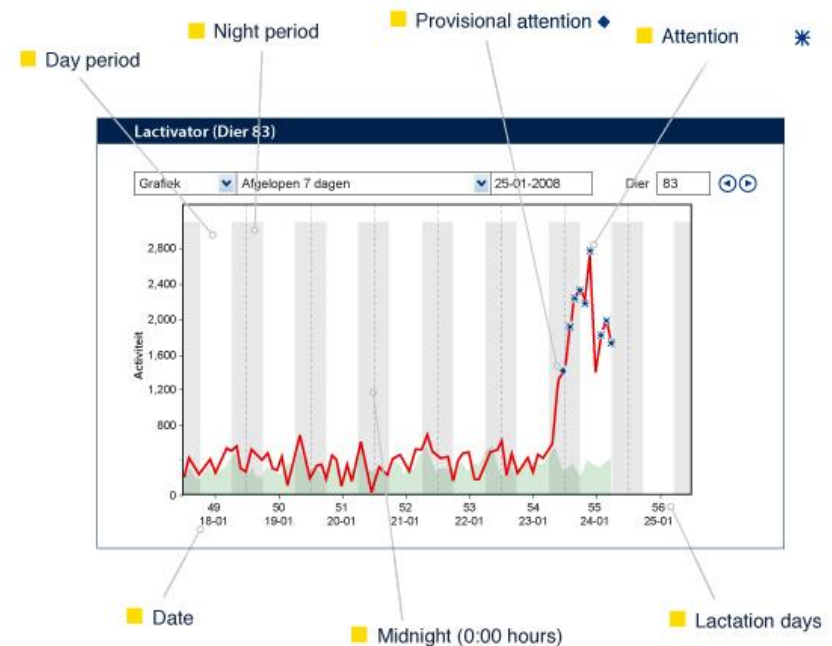 Provisional attention
Night period
Attention
Day period
Lactivator (Dier 83)
Grafiek
Afgelopen 7 dagen
25-01-2008
Dier
83
Activiteit
2,800
2,400
2,000
1,600
1,200
800
0
49 50 51 52 53 54 55 56
18-01 19-01 20-01 21-01 22-01 23-01 24-01 25-01
Date
Lactation days
Midnight (0:00 hours)